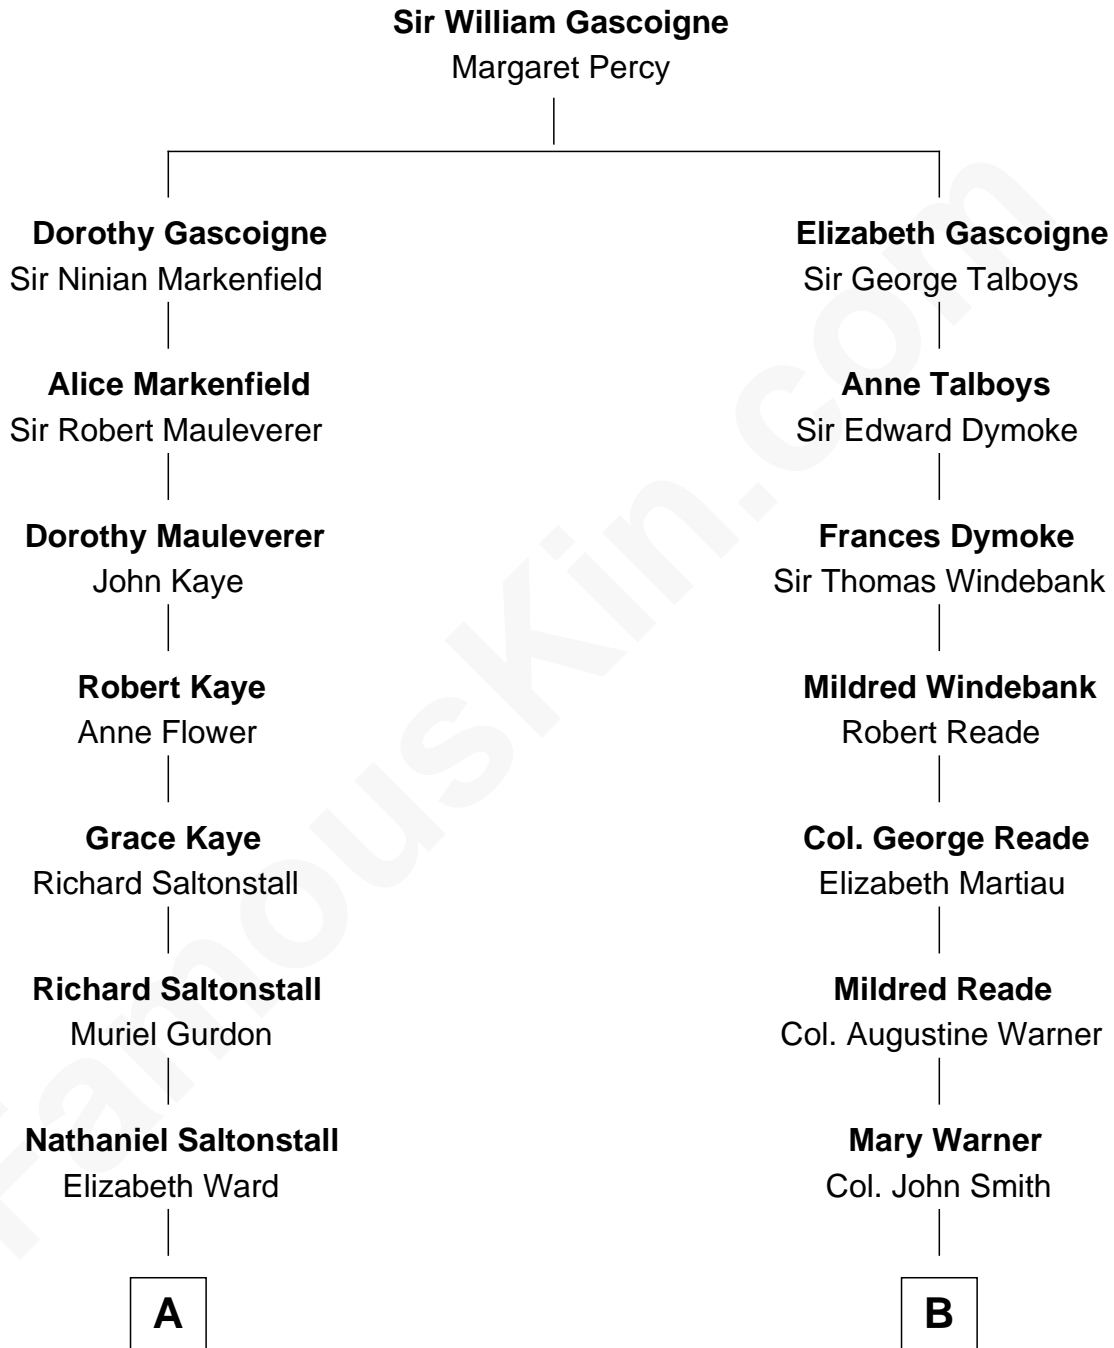 Sir William Gascoigne
Margaret Percy
Dorothy Gascoigne
Sir Ninian Markenfield
Elizabeth Gascoigne
Sir George Talboys
Alice Markenfield
Sir Robert Mauleverer
Anne Talboys
Sir Edward Dymoke
Dorothy Mauleverer
John Kaye
Frances Dymoke
Sir Thomas Windebank
Robert Kaye
Anne Flower
Mildred Windebank
Robert Reade
Grace Kaye
Richard Saltonstall
Col. George Reade
Elizabeth Martiau
Richard Saltonstall
Muriel Gurdon
Mildred Reade
Col. Augustine Warner
Nathaniel Saltonstall
Elizabeth Ward
Mary Warner
Col. John Smith
A
B
FamousKin.com